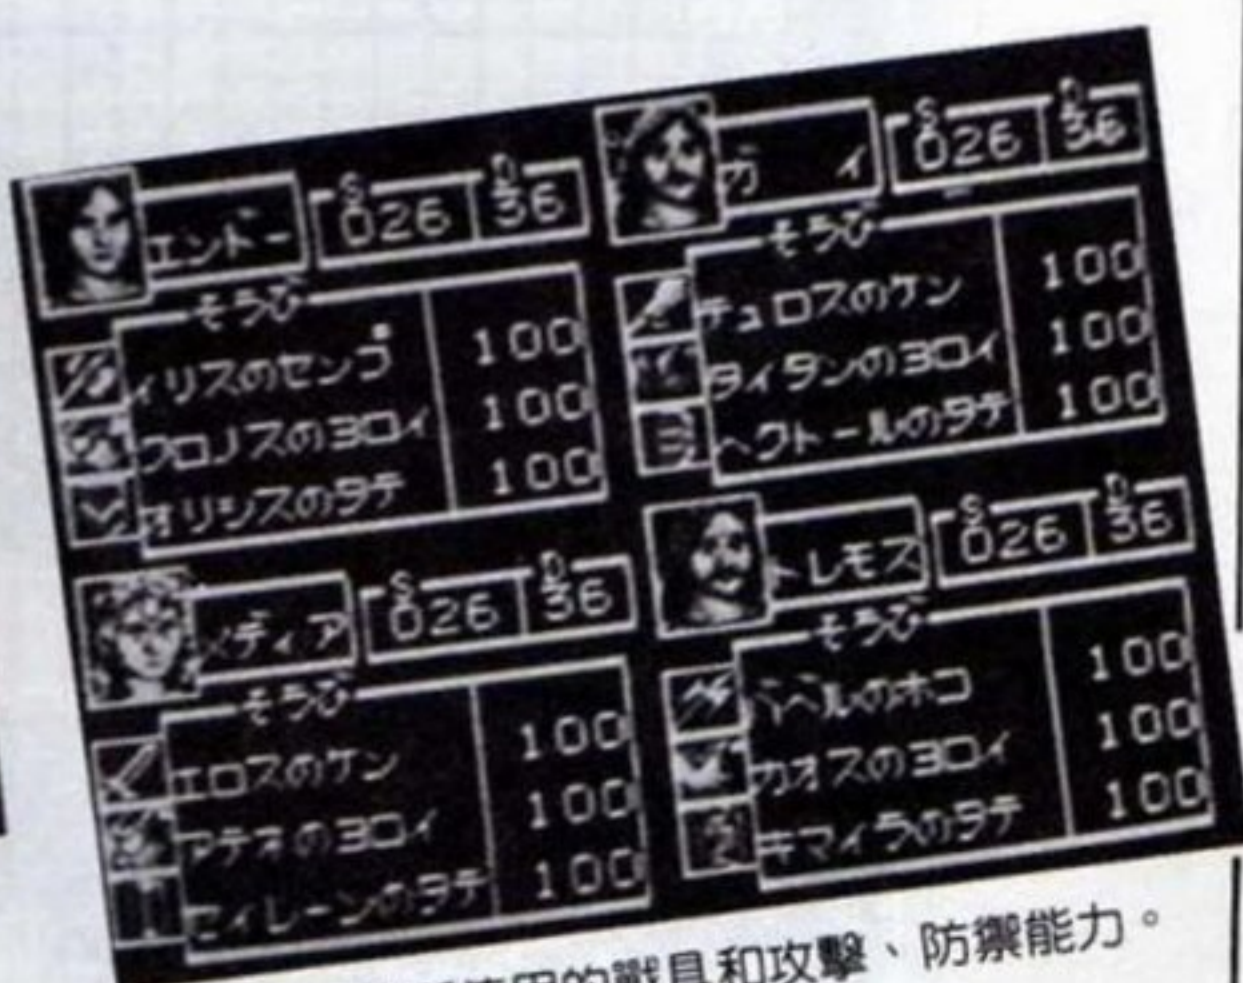 エンドー
S 026 D 36
そうび
イリスのセンゴ 100
クロノスのヨロイ 100
オリシスのタテ 100
ガイ
S 026 D 36
そうび
テュロスのケン 100
タイタンのヨロイ 100
ヘクトールのタテ 100
メディア
S 026 D 36
そうび
エロスのケン 100
アテネのヨロイ 100
セイレーンのタテ 100
トレモス
S 026 D 36
そうび
バベルのホコ 100
カオスのヨロイ 100
キマイラのタテ 100
的戰具和攻擊、防禦能力。